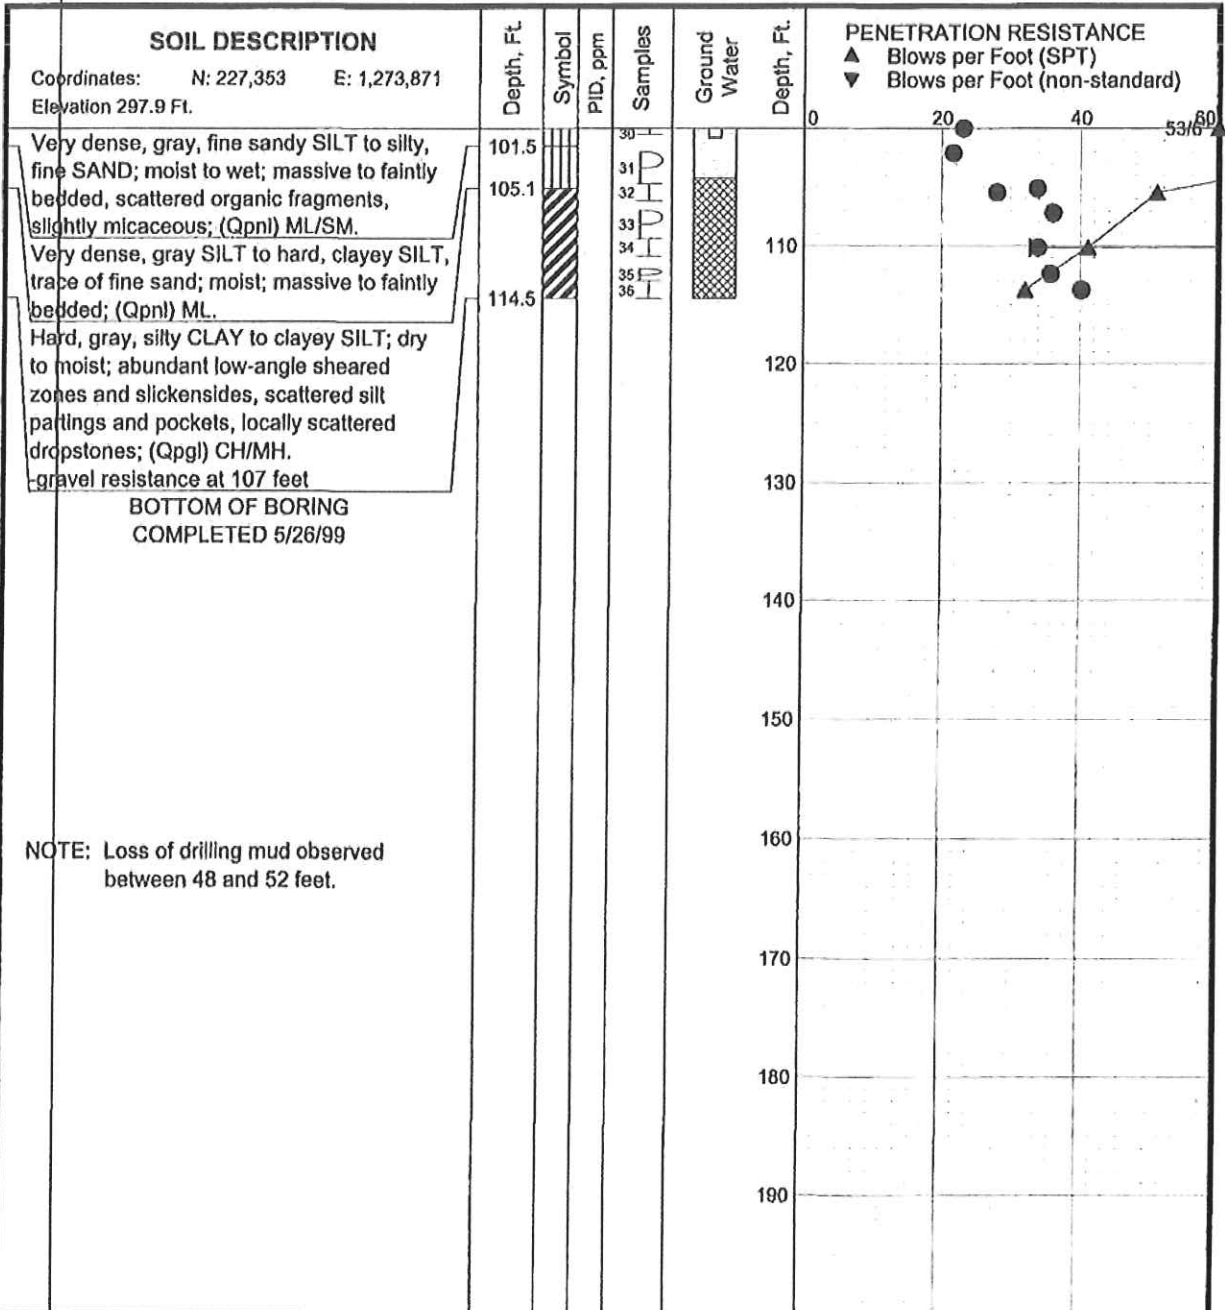 SOIL DESCRIPTION
Coordinates: N: 227,353 E: 1,273,871
Elevation 297.9 Ft.
Depth, Ft.
Symbol
PID, ppm
Samples
Ground
Water
Depth, Ft.
PENETRATION RESISTANCE
▲ Blows per Foot (SPT)
▼ Blows per Foot (non-standard)
0 20 40 60
53/6"
Very dense, gray, fine sandy SILT to silty,
fine SAND; moist to wet; massive to faintly
bedded, scattered organic fragments,
slightly micaceous; (Qpnl) ML/SM.
Very dense, gray SILT to hard, clayey SILT,
trace of fine sand; moist; massive to faintly
bedded; (Qpnl) ML.
Hard, gray, silty CLAY to clayey SILT; dry
to moist; abundant low-angle sheared
zones and slickensides, scattered silt
partings and pockets, locally scattered
dropstones; (Qpgl) CH/MH.
-gravel resistance at 107 feet
BOTTOM OF BORING
COMPLETED 5/26/99
NOTE: Loss of drilling mud observed
between 48 and 52 feet.
101.5
105.1
114.5
30
31
32
33
34
35
36
110
120
130
140
150
160
170
180
190